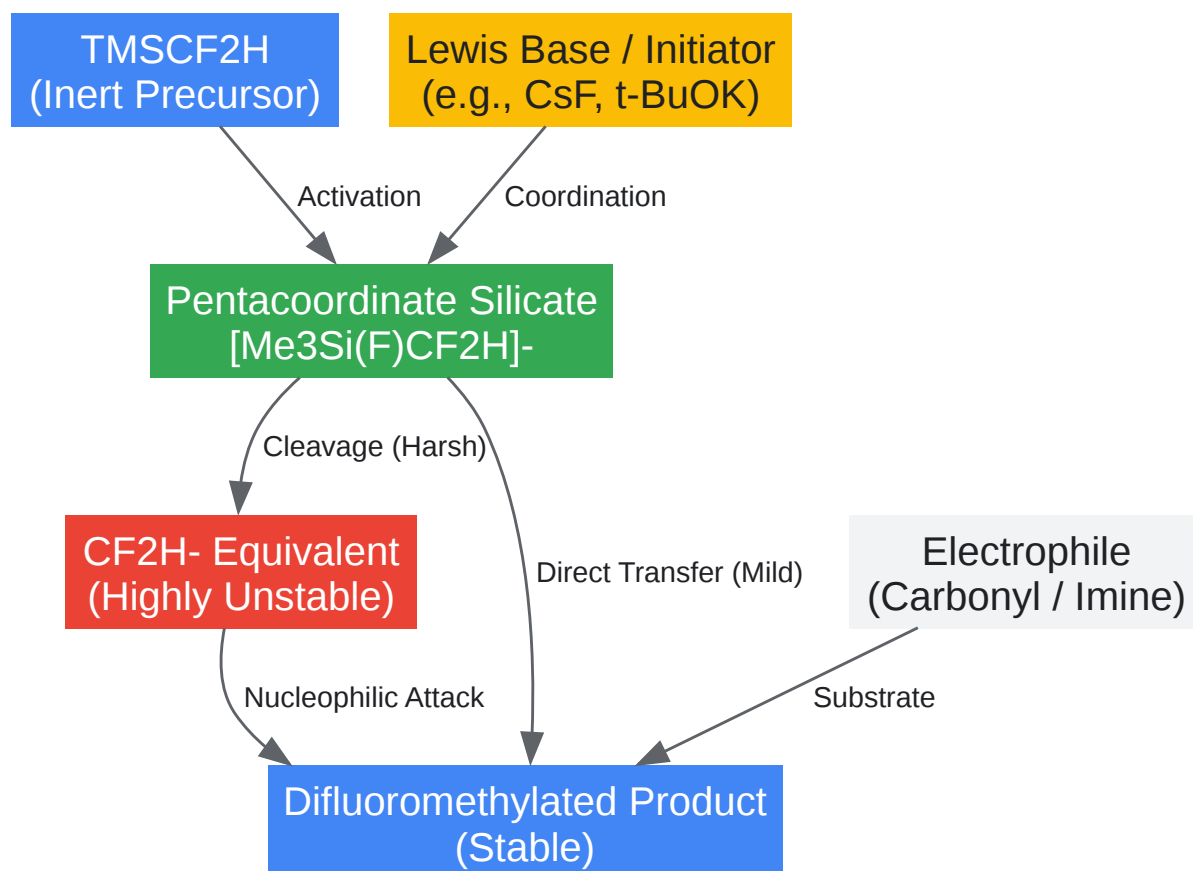 TMSCF2H
(Inert Precursor)
Lewis Base / Initiator
(e.g., CsF, t-BuOK)
Activation
Coordination
Pentacoordinate Silicate
[Me3Si(F)CF2H]-
Cleavage (Harsh)
CF2H- Equivalent
(Highly Unstable)
Direct Transfer (Mild)
Electrophile
(Carbonyl / Imine)
Nucleophilic Attack
Substrate
Difluoromethylated Product
(Stable)